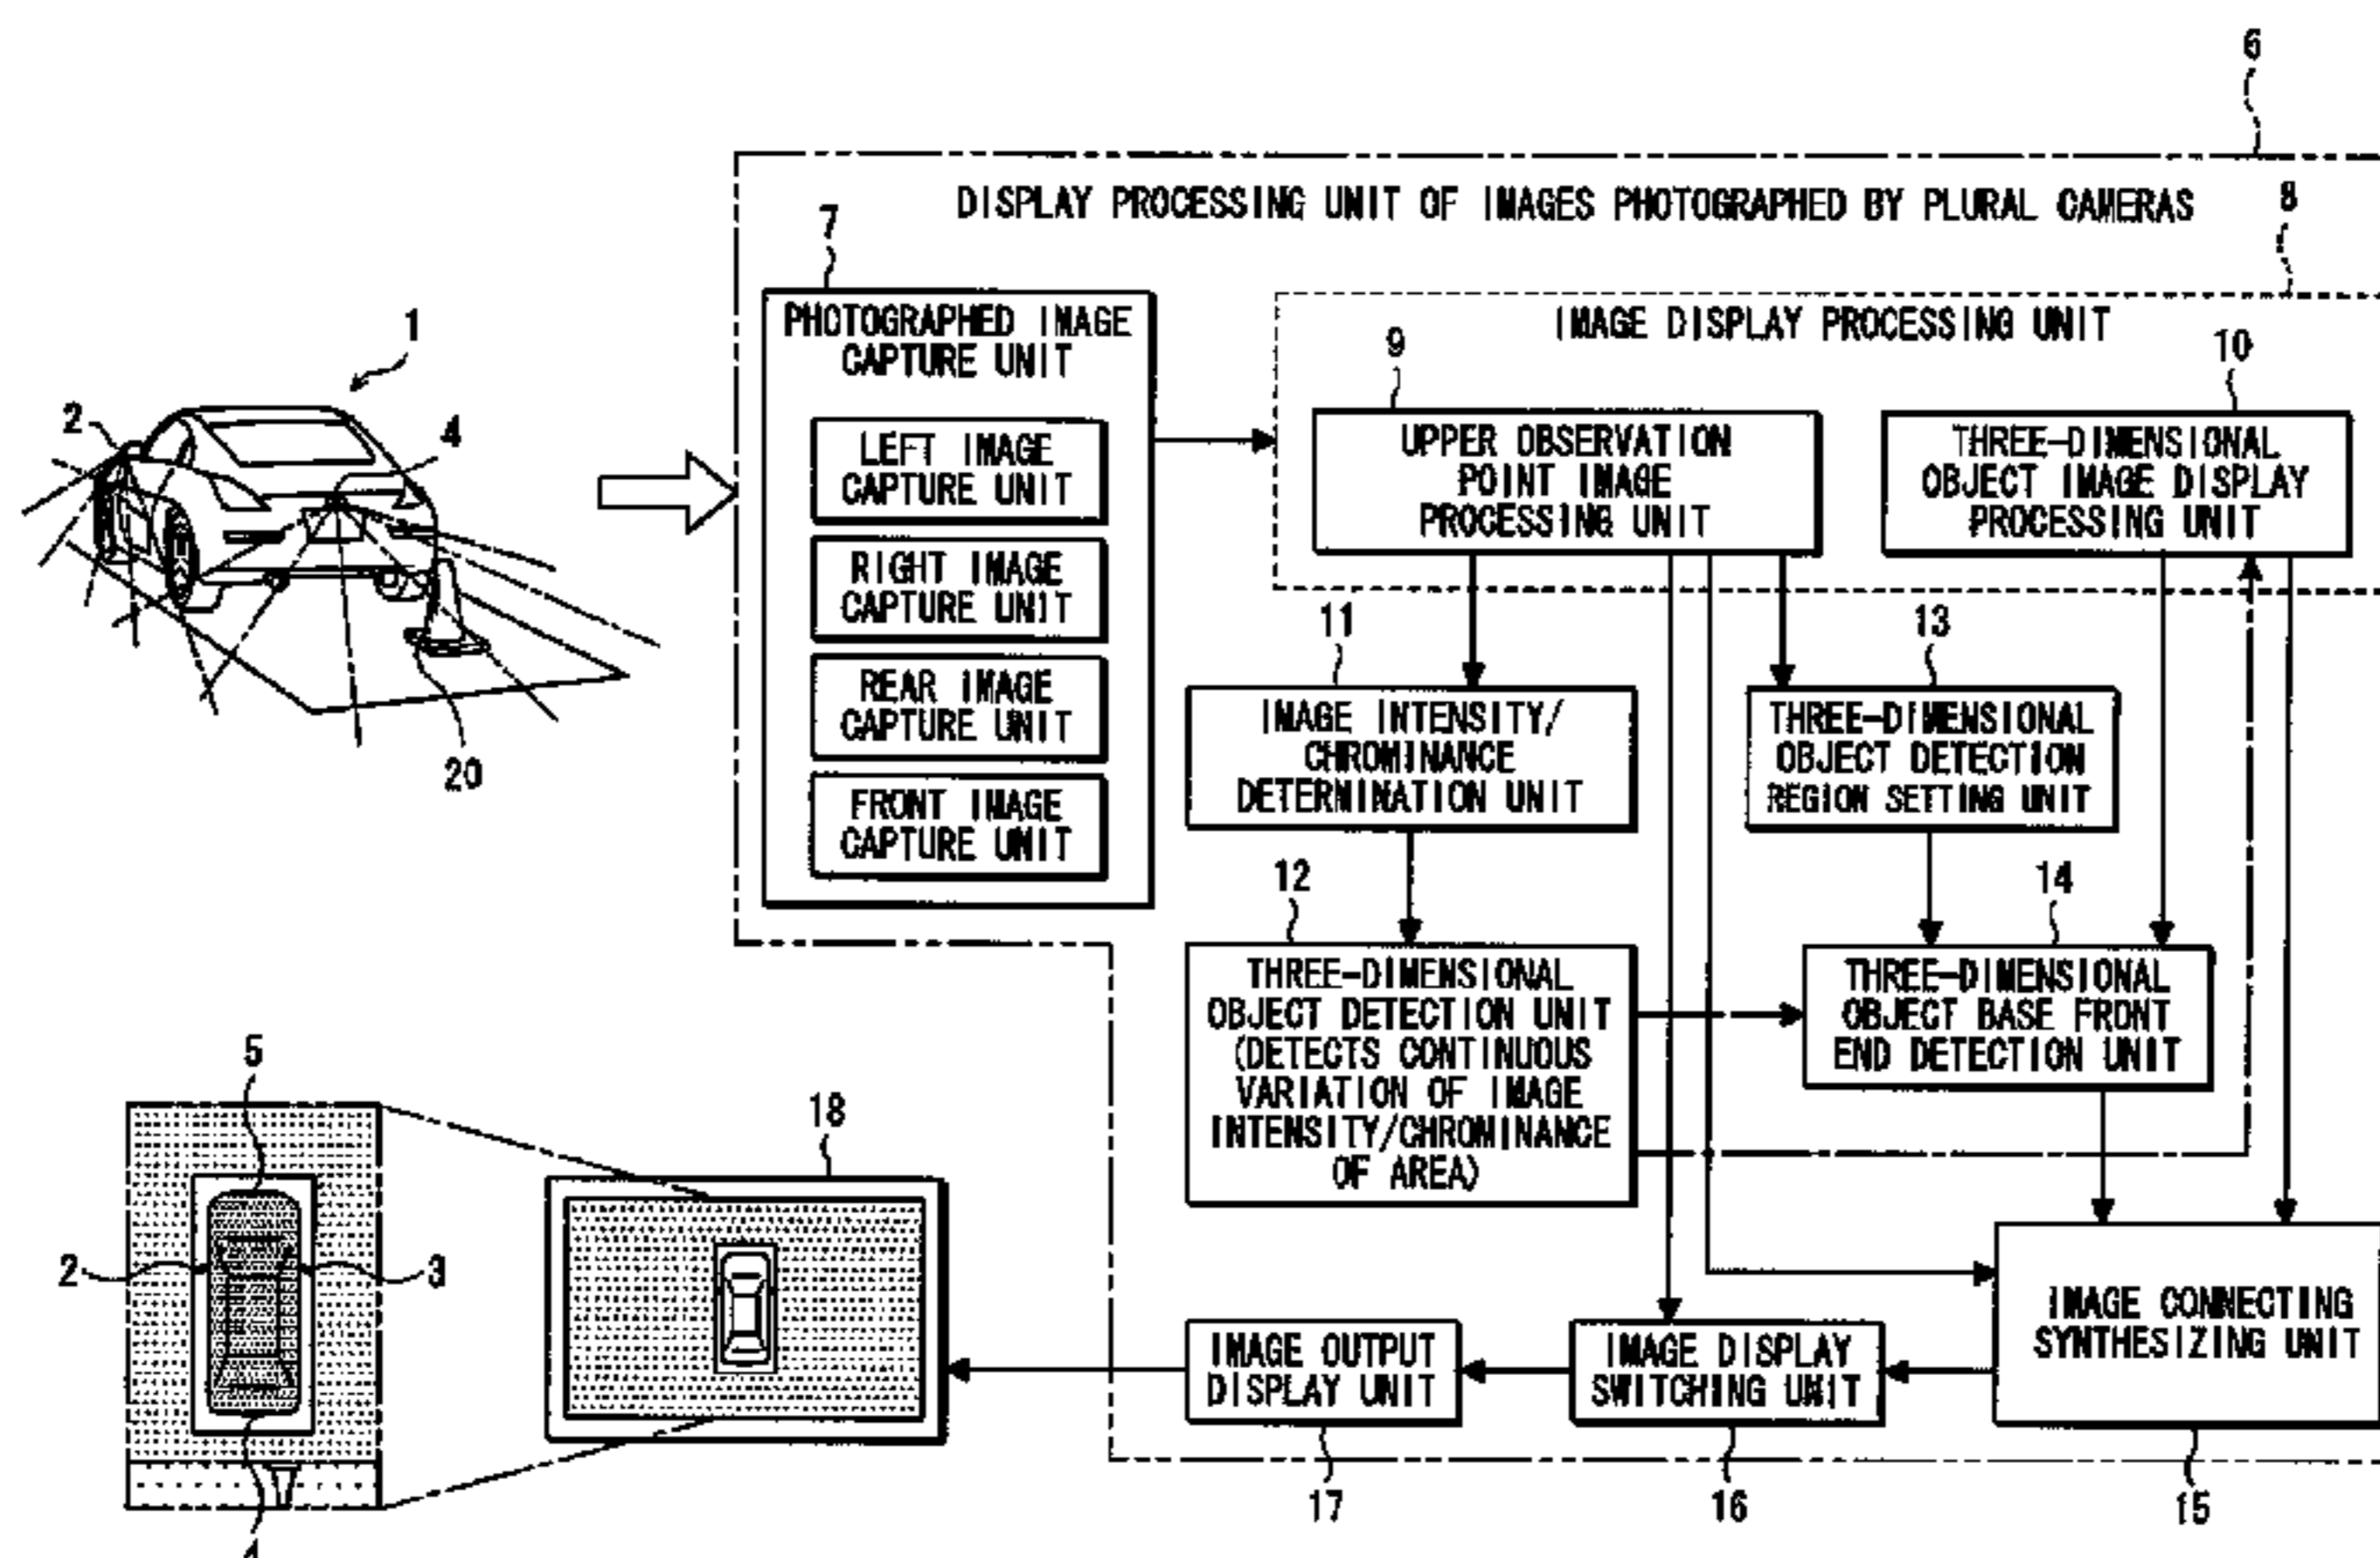 6
DISPLAY PROCESSING UNIT OF IMAGES PHOTOGRAPHED BY PLURAL CAMERAS
8
7
PHOTOGRAPHED IMAGE
CAPTURE UNIT
LEFT IMAGE
CAPTURE UNIT
RIGHT IMAGE
CAPTURE UNIT
REAR IMAGE
CAPTURE UNIT
FRONT IMAGE
CAPTURE UNIT
IMAGE DISPLAY PROCESSING UNIT
9
UPPER OBSERVATION
POINT IMAGE
PROCESSING UNIT
10
THREE-DIMENSIONAL
OBJECT IMAGE DISPLAY
PROCESSING UNIT
1
2
4
20
11
IMAGE INTENSITY/
CHROMINANCE
DETERMINATION UNIT
13
THREE-DIMENSIONAL
OBJECT DETECTION
REGION SETTING UNIT
12
THREE-DIMENSIONAL
OBJECT DETECTION UNIT
(DETECTS CONTINUOUS
VARIATION OF IMAGE
INTENSITY/CHROMINANCE
OF AREA)
14
THREE-DIMENSIONAL
OBJECT BASE FRONT
END DETECTION UNIT
5
2
3
18
IMAGE OUTPUT
DISPLAY UNIT
17
IMAGE DISPLAY
SWITCHING UNIT
16
IMAGE CONNECTING
SYNTHESIZING UNIT
15